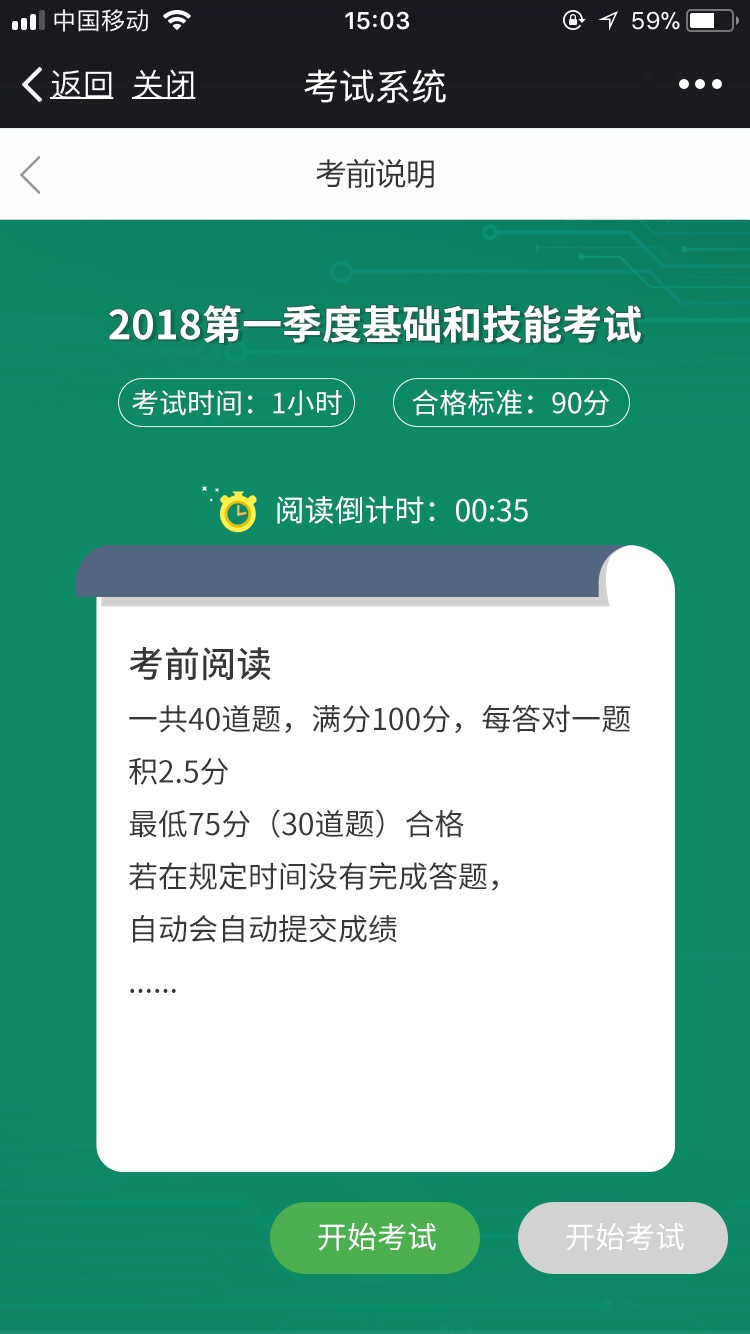 中国移动 15:03 59%
返回 关闭 考试系统
考前说明
2018第一季度基础和技能考试
考试时间：1小时 合格标准：90分
阅读倒计时：00:35
考前阅读
一共40道题，满分100分，每答对一题
积2.5分
最低75分（30道题）合格
若在规定时间没有完成答题，
自动会自动提交成绩
......
开始考试 开始考试